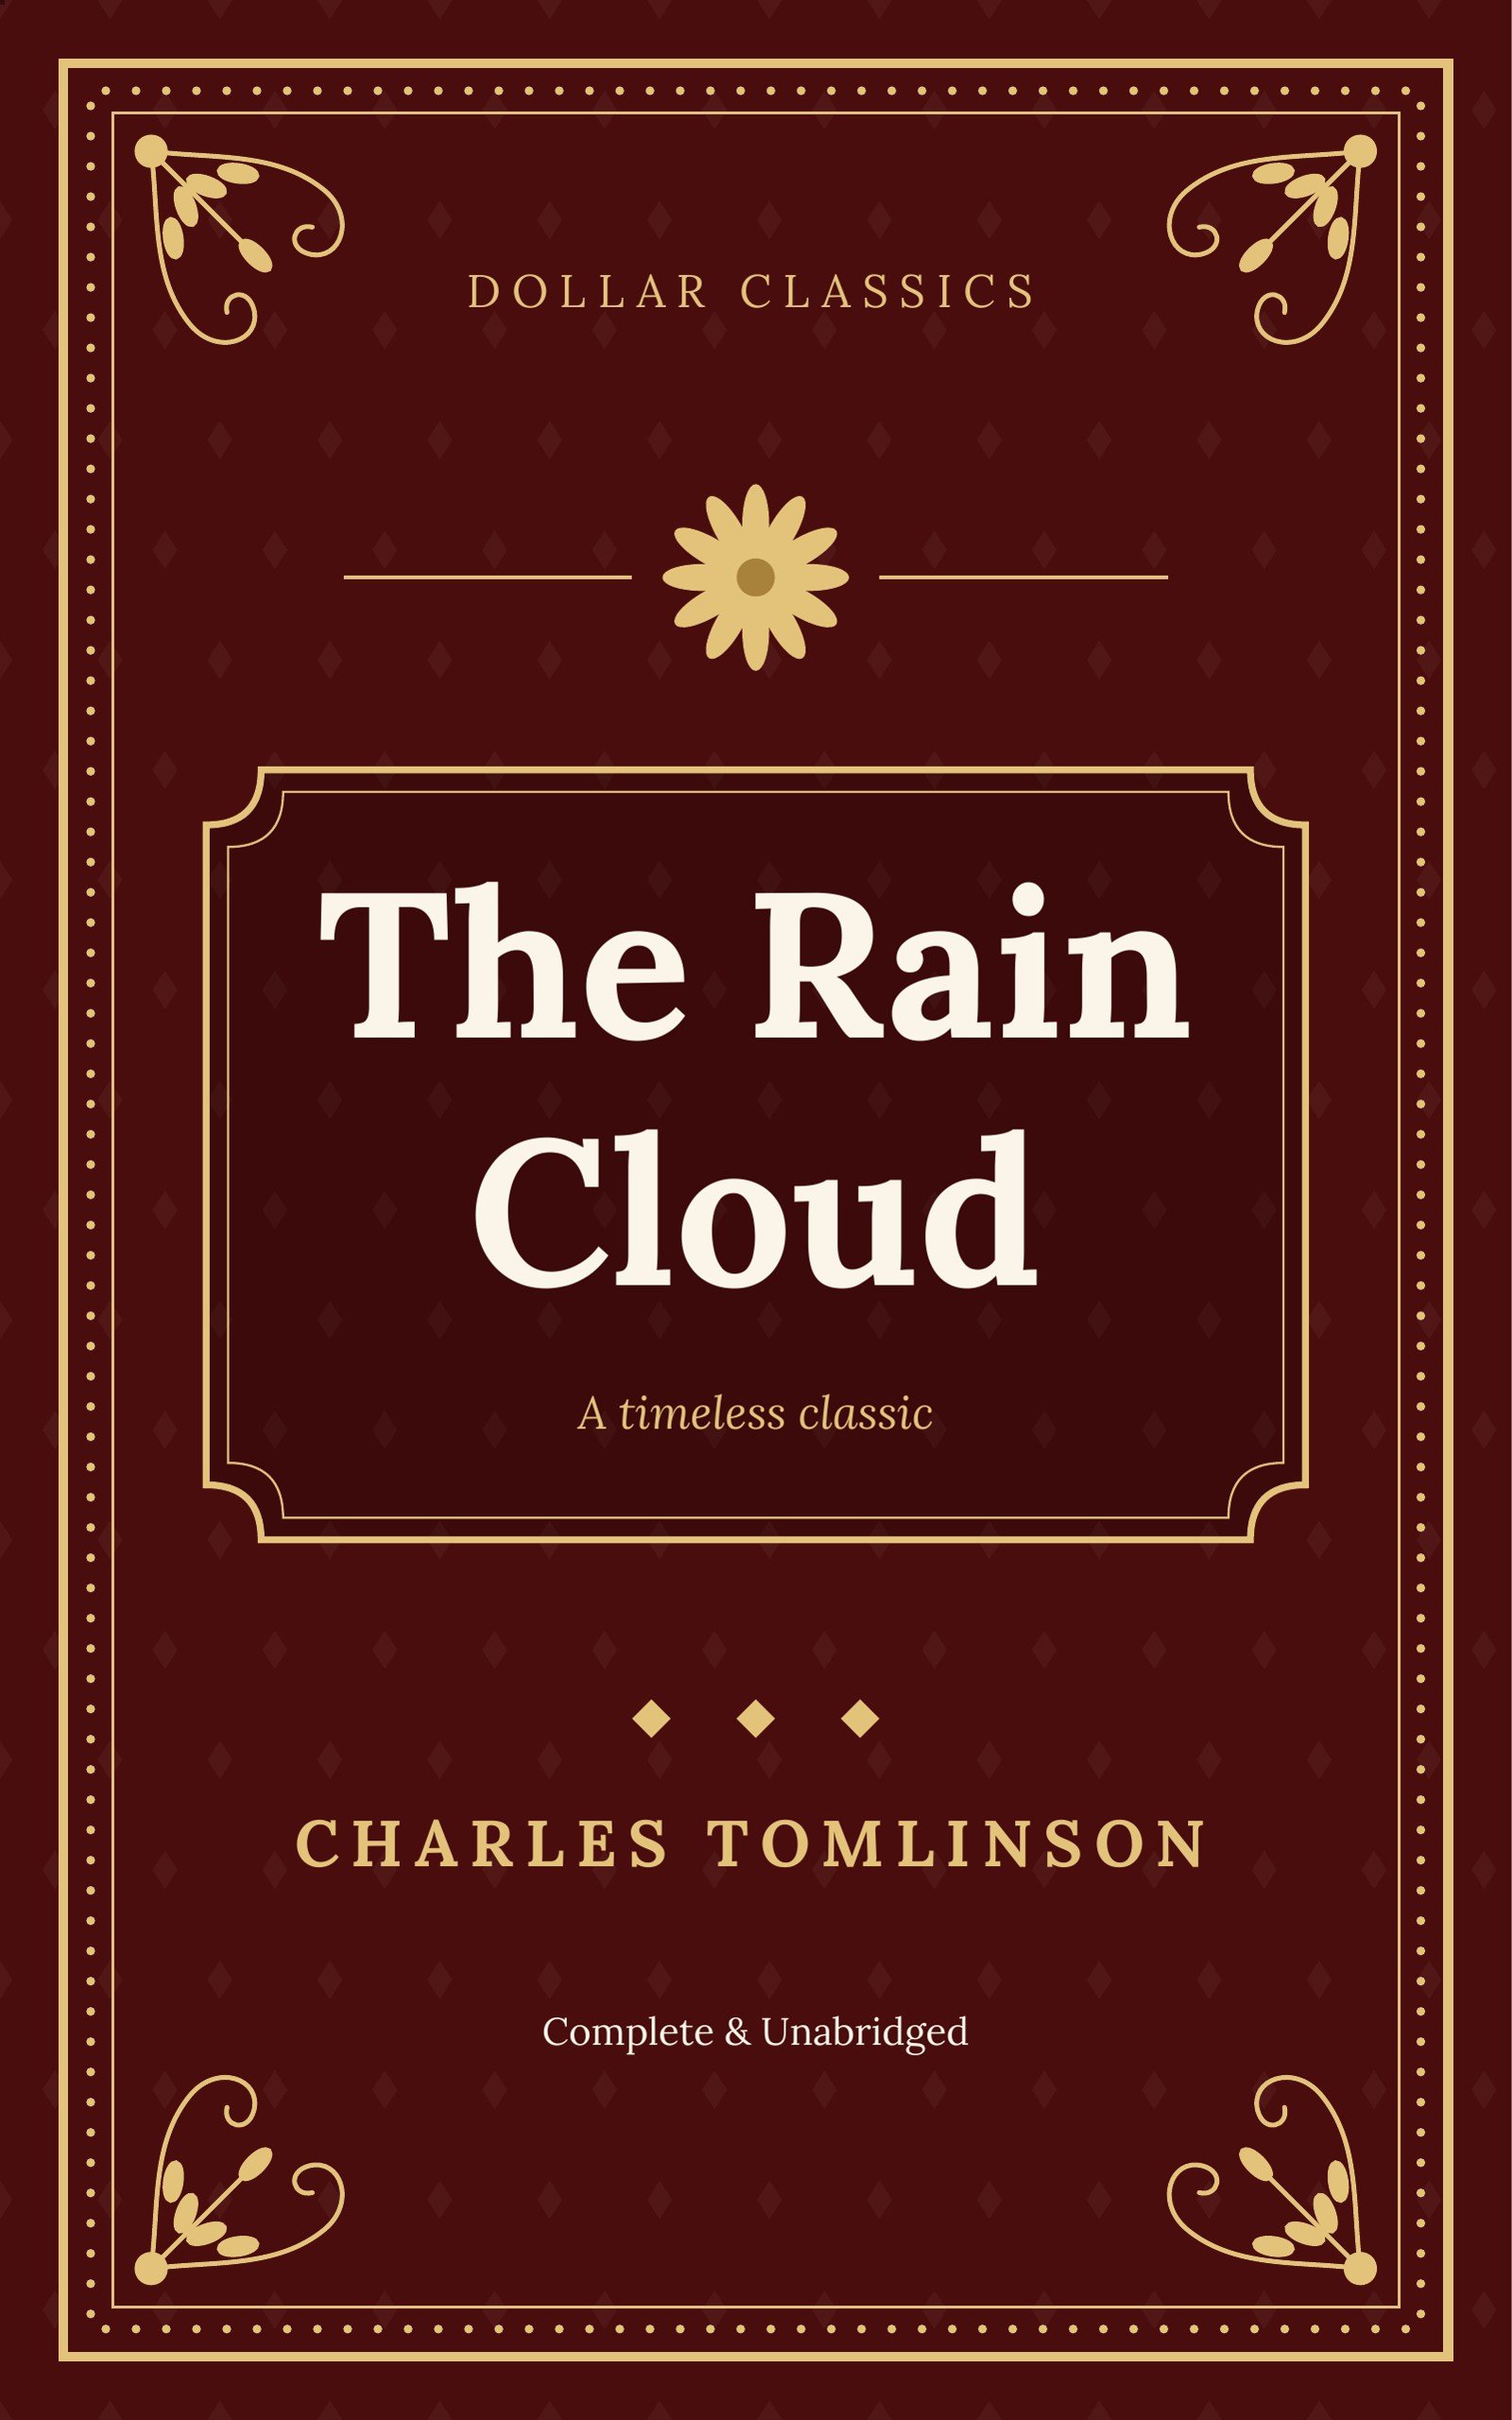 DOLLAR CLASSICS
The Rain
Cloud
A timeless classic
CHARLES TOMLINSON
Complete & Unabridged